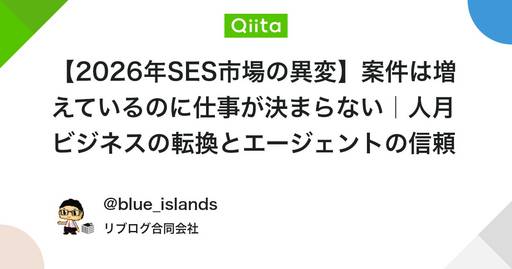 Qiita
【2026年SES市場の異変】案件は増
えているのに仕事が決まらない｜人月
ビジネスの転換とエージェントの信頼
@blue_islands
リブログ合同会社